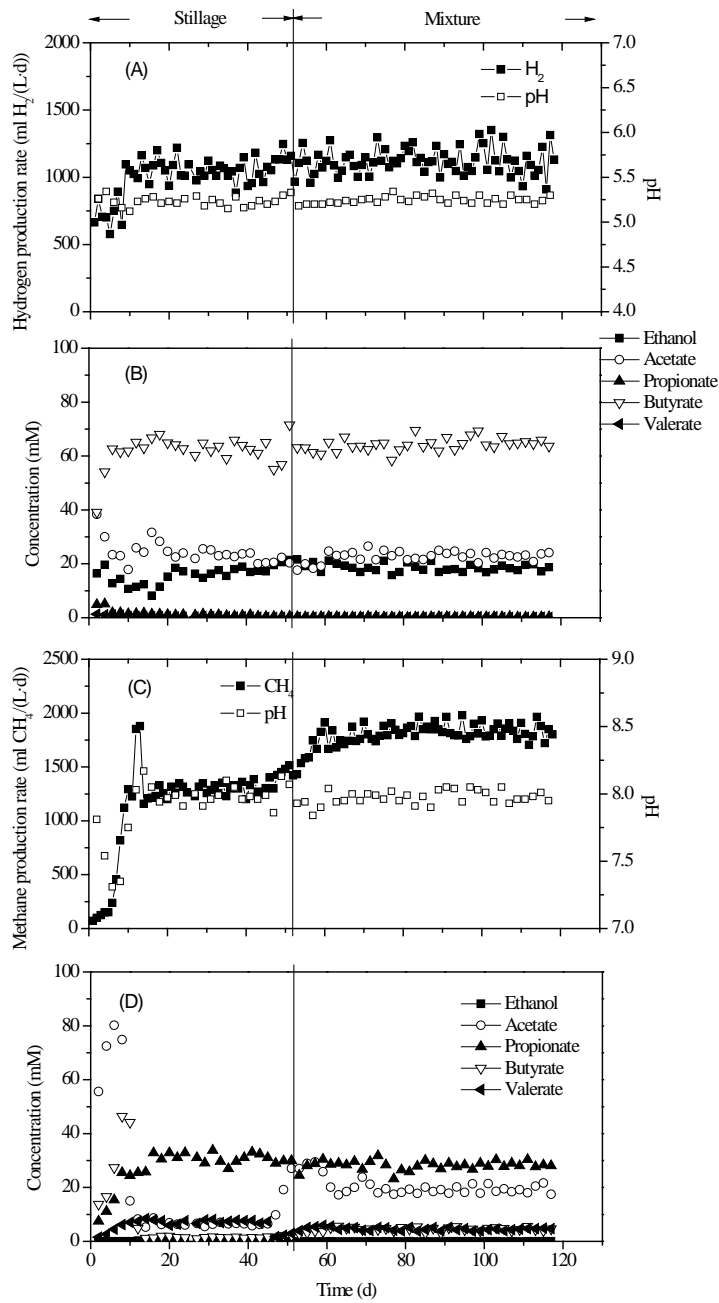 Stillage Mixture
2000 7.0
(A)
H₂
pH
1750 6.5
1500 6.0
1250
1000 5.5
750 5.0
500
250 4.5
0 4.0
Hydrogen production rate (ml H₂/(L·d)
pH
100
(B)
80
60
40
20
0
Concentration (mM)
Ethanol
Acetate
Propionate
Butyrate
Valerate
2500 9.0
(C)
CH₄
pH
2000 8.5
1500
8.0
1000
7.5
500
0 7.0
Methane production rate (ml CH₄/(L·d)
pH
100
(D)
80
60
40
20
0
Concentration (mM)
Ethanol
Acetate
Propionate
Butyrate
Valerate
0 20 40 60 80 100 120
Time (d)